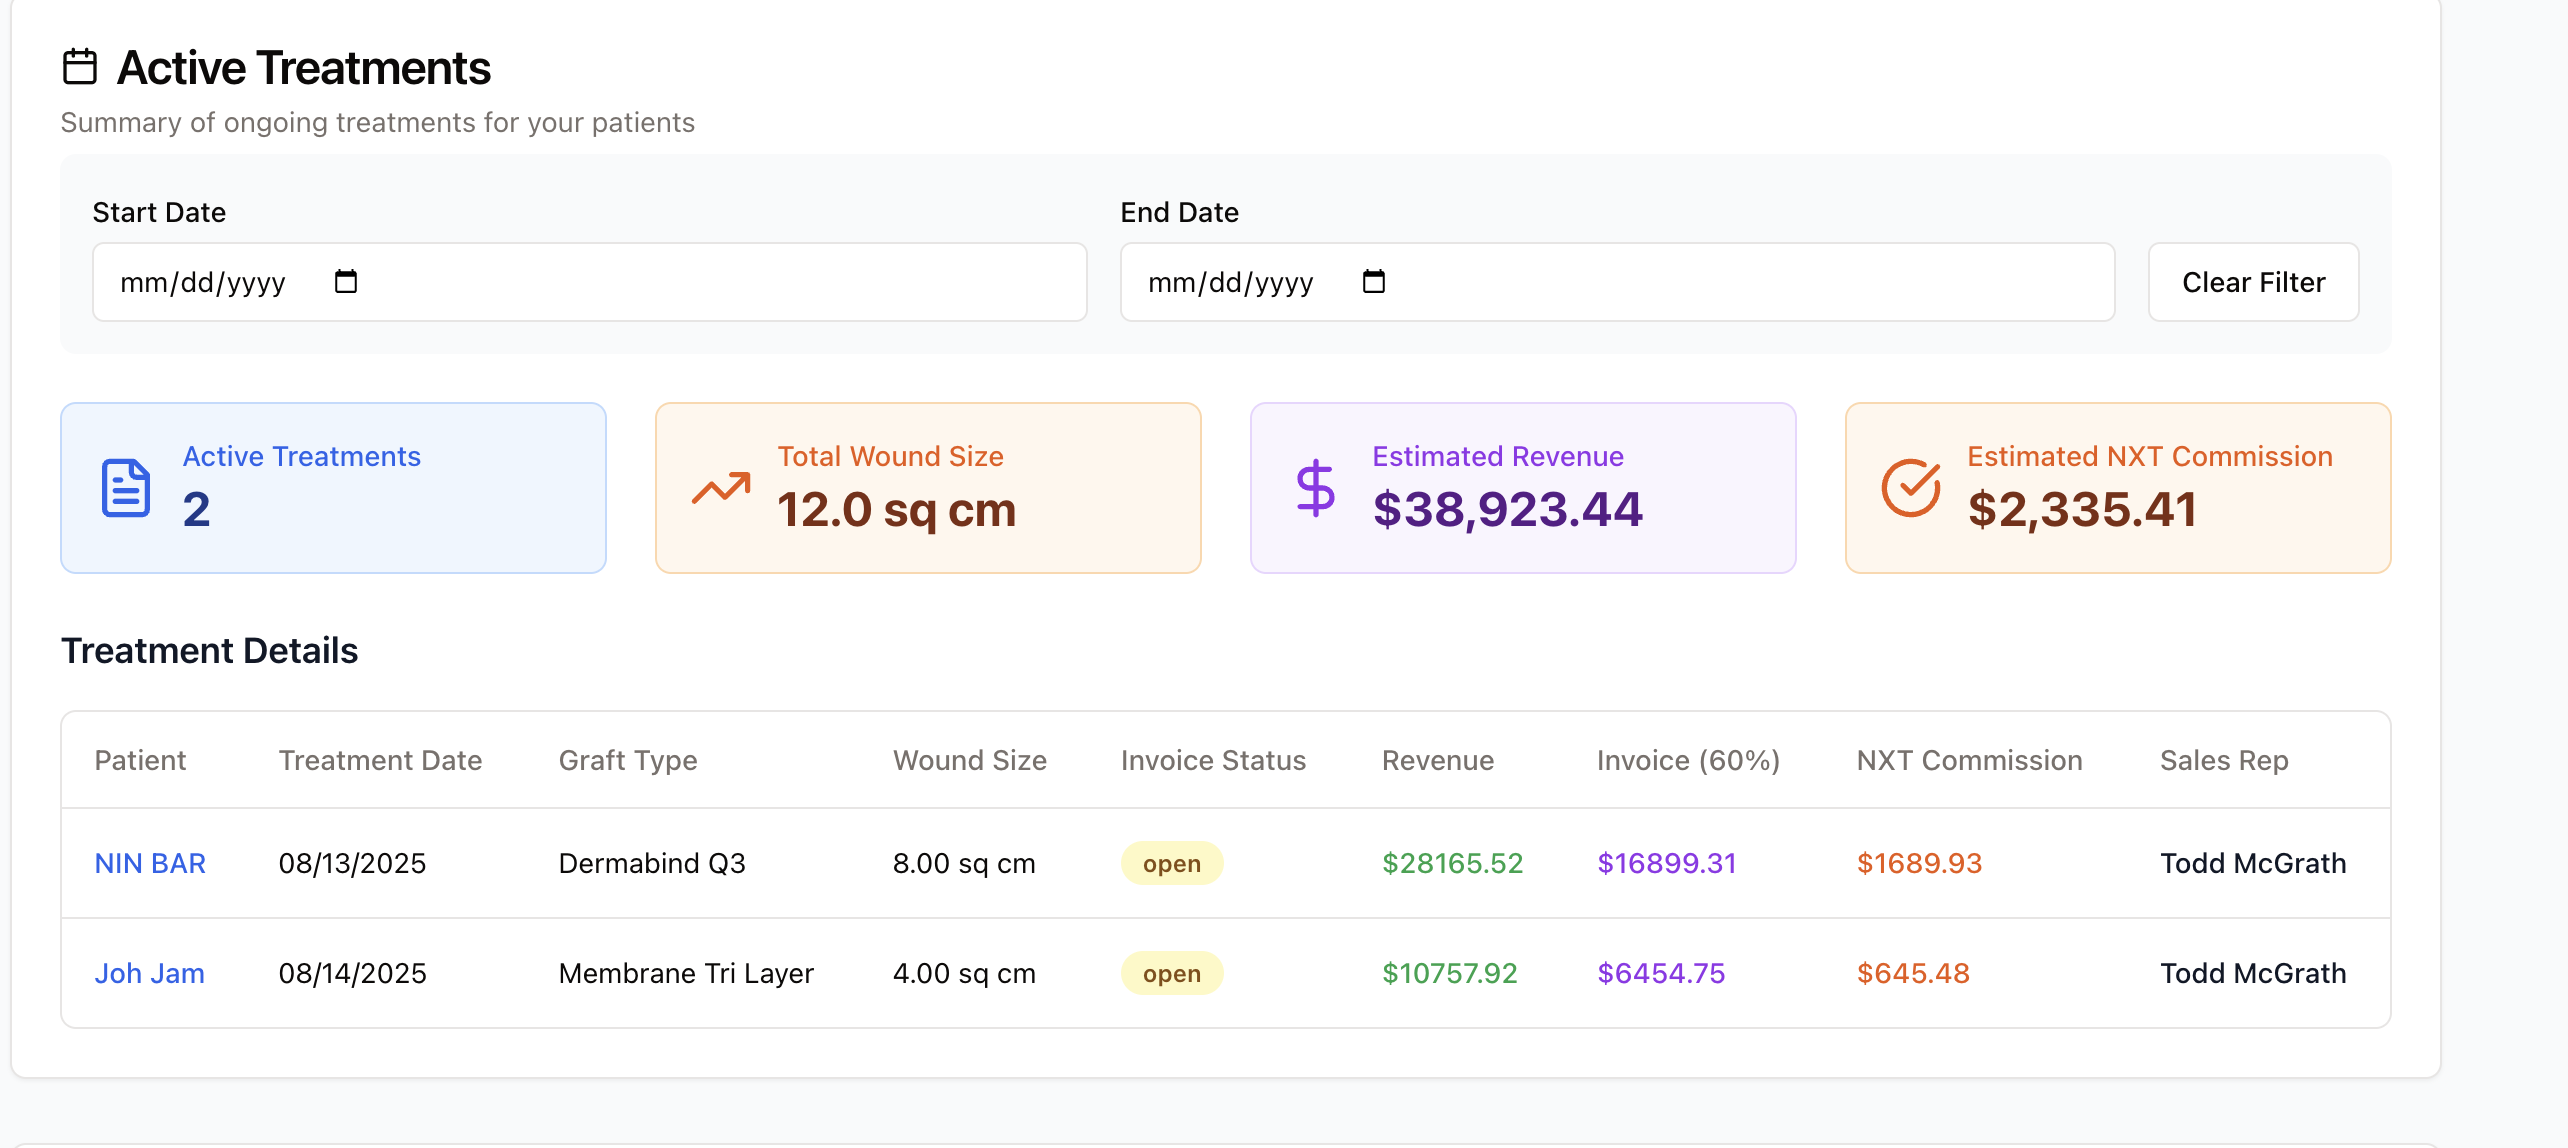 Active Treatments
Summary of ongoing treatments for your patients
Start Date
End Date
mm/dd/yyyy
mm/dd/yyyy
Clear Filter
Active Treatments
2
Total Wound Size
12.0 sq cm
Estimated Revenue
$38,923.44
Estimated NXT Commission
$2,335.41
Treatment Details
Patient Treatment Date Graft Type Wound Size Invoice Status Revenue Invoice (60%) NXT Commission Sales Rep
NIN BAR 08/13/2025 Dermabind Q3 8.00 sq cm open $28165.52 $16899.31 $1689.93 Todd McGrath
Joh Jam 08/14/2025 Membrane Tri Layer 4.00 sq cm open $10757.92 $6454.75 $645.48 Todd McGrath